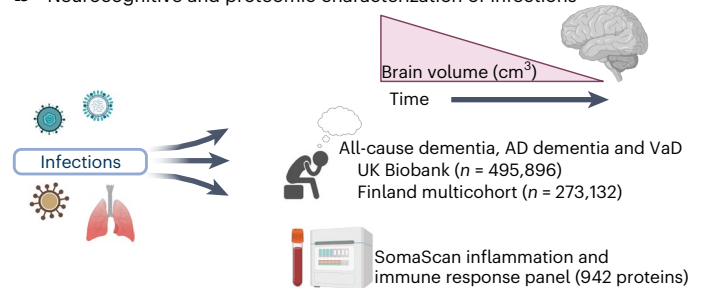 Neurocognitive and proteomic characterization of infections
Brain volume (cm³)
Time
Infections
All-cause dementia, AD dementia and VaD
UK Biobank (n = 495,896)
Finland multicohort (n = 273,132)
SomaScan inflammation and
immune response panel (942 proteins)